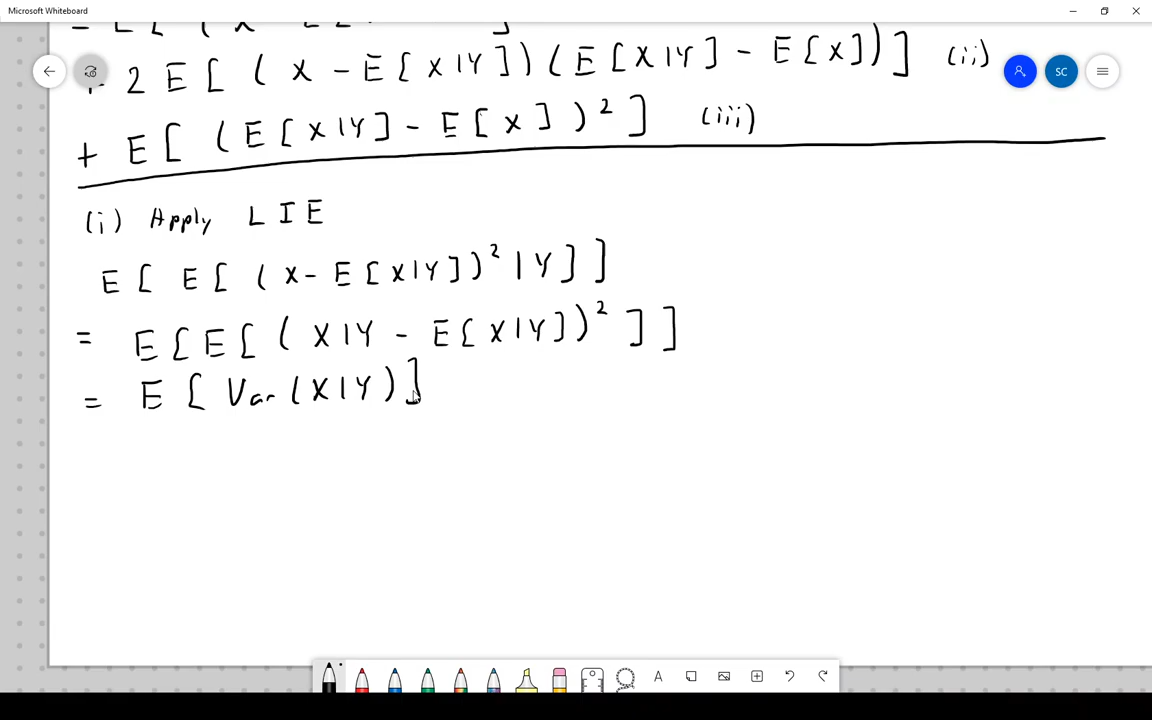 Microsoft Whiteboard
+ 2 E[(X - E[X|Y])(E[X|Y] - E[X])] (ii)
SC
+ E[(E[X|Y] - E[X])²] (iii)
(i) Apply LIE
E[E[(X - E[X|Y])²|Y]]
= E[E[(X|Y - E[X|Y])²]]
= E[Var(X|Y)]
A